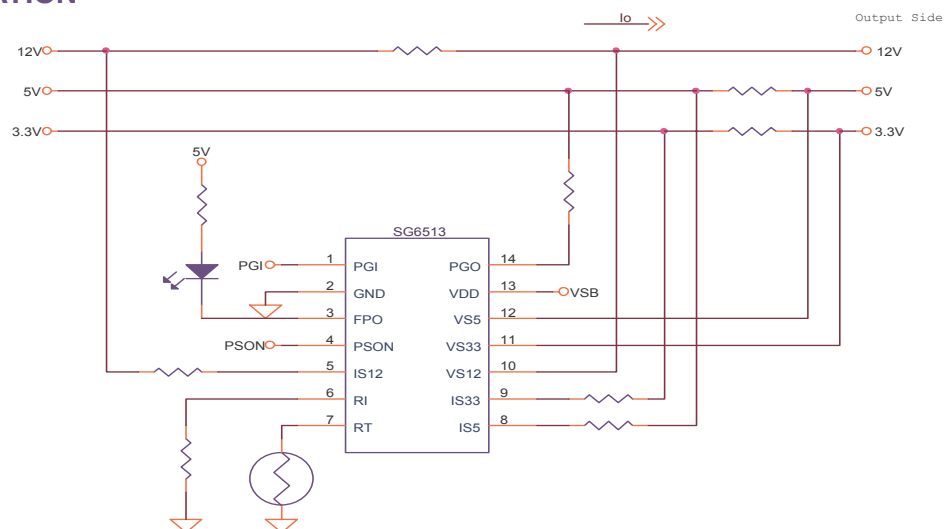 Io
Output Side
12V 12V
5V 5V
3.3V 3.3V
5V
SG6513
PGI 1 PGI PGO 14
2 GND VDD 13 VSB
3 FPO VS5 12
PSON 4 PSON VS33 11
5 IS12 VS12 10
6 RI IS33 9
7 RT IS5 8